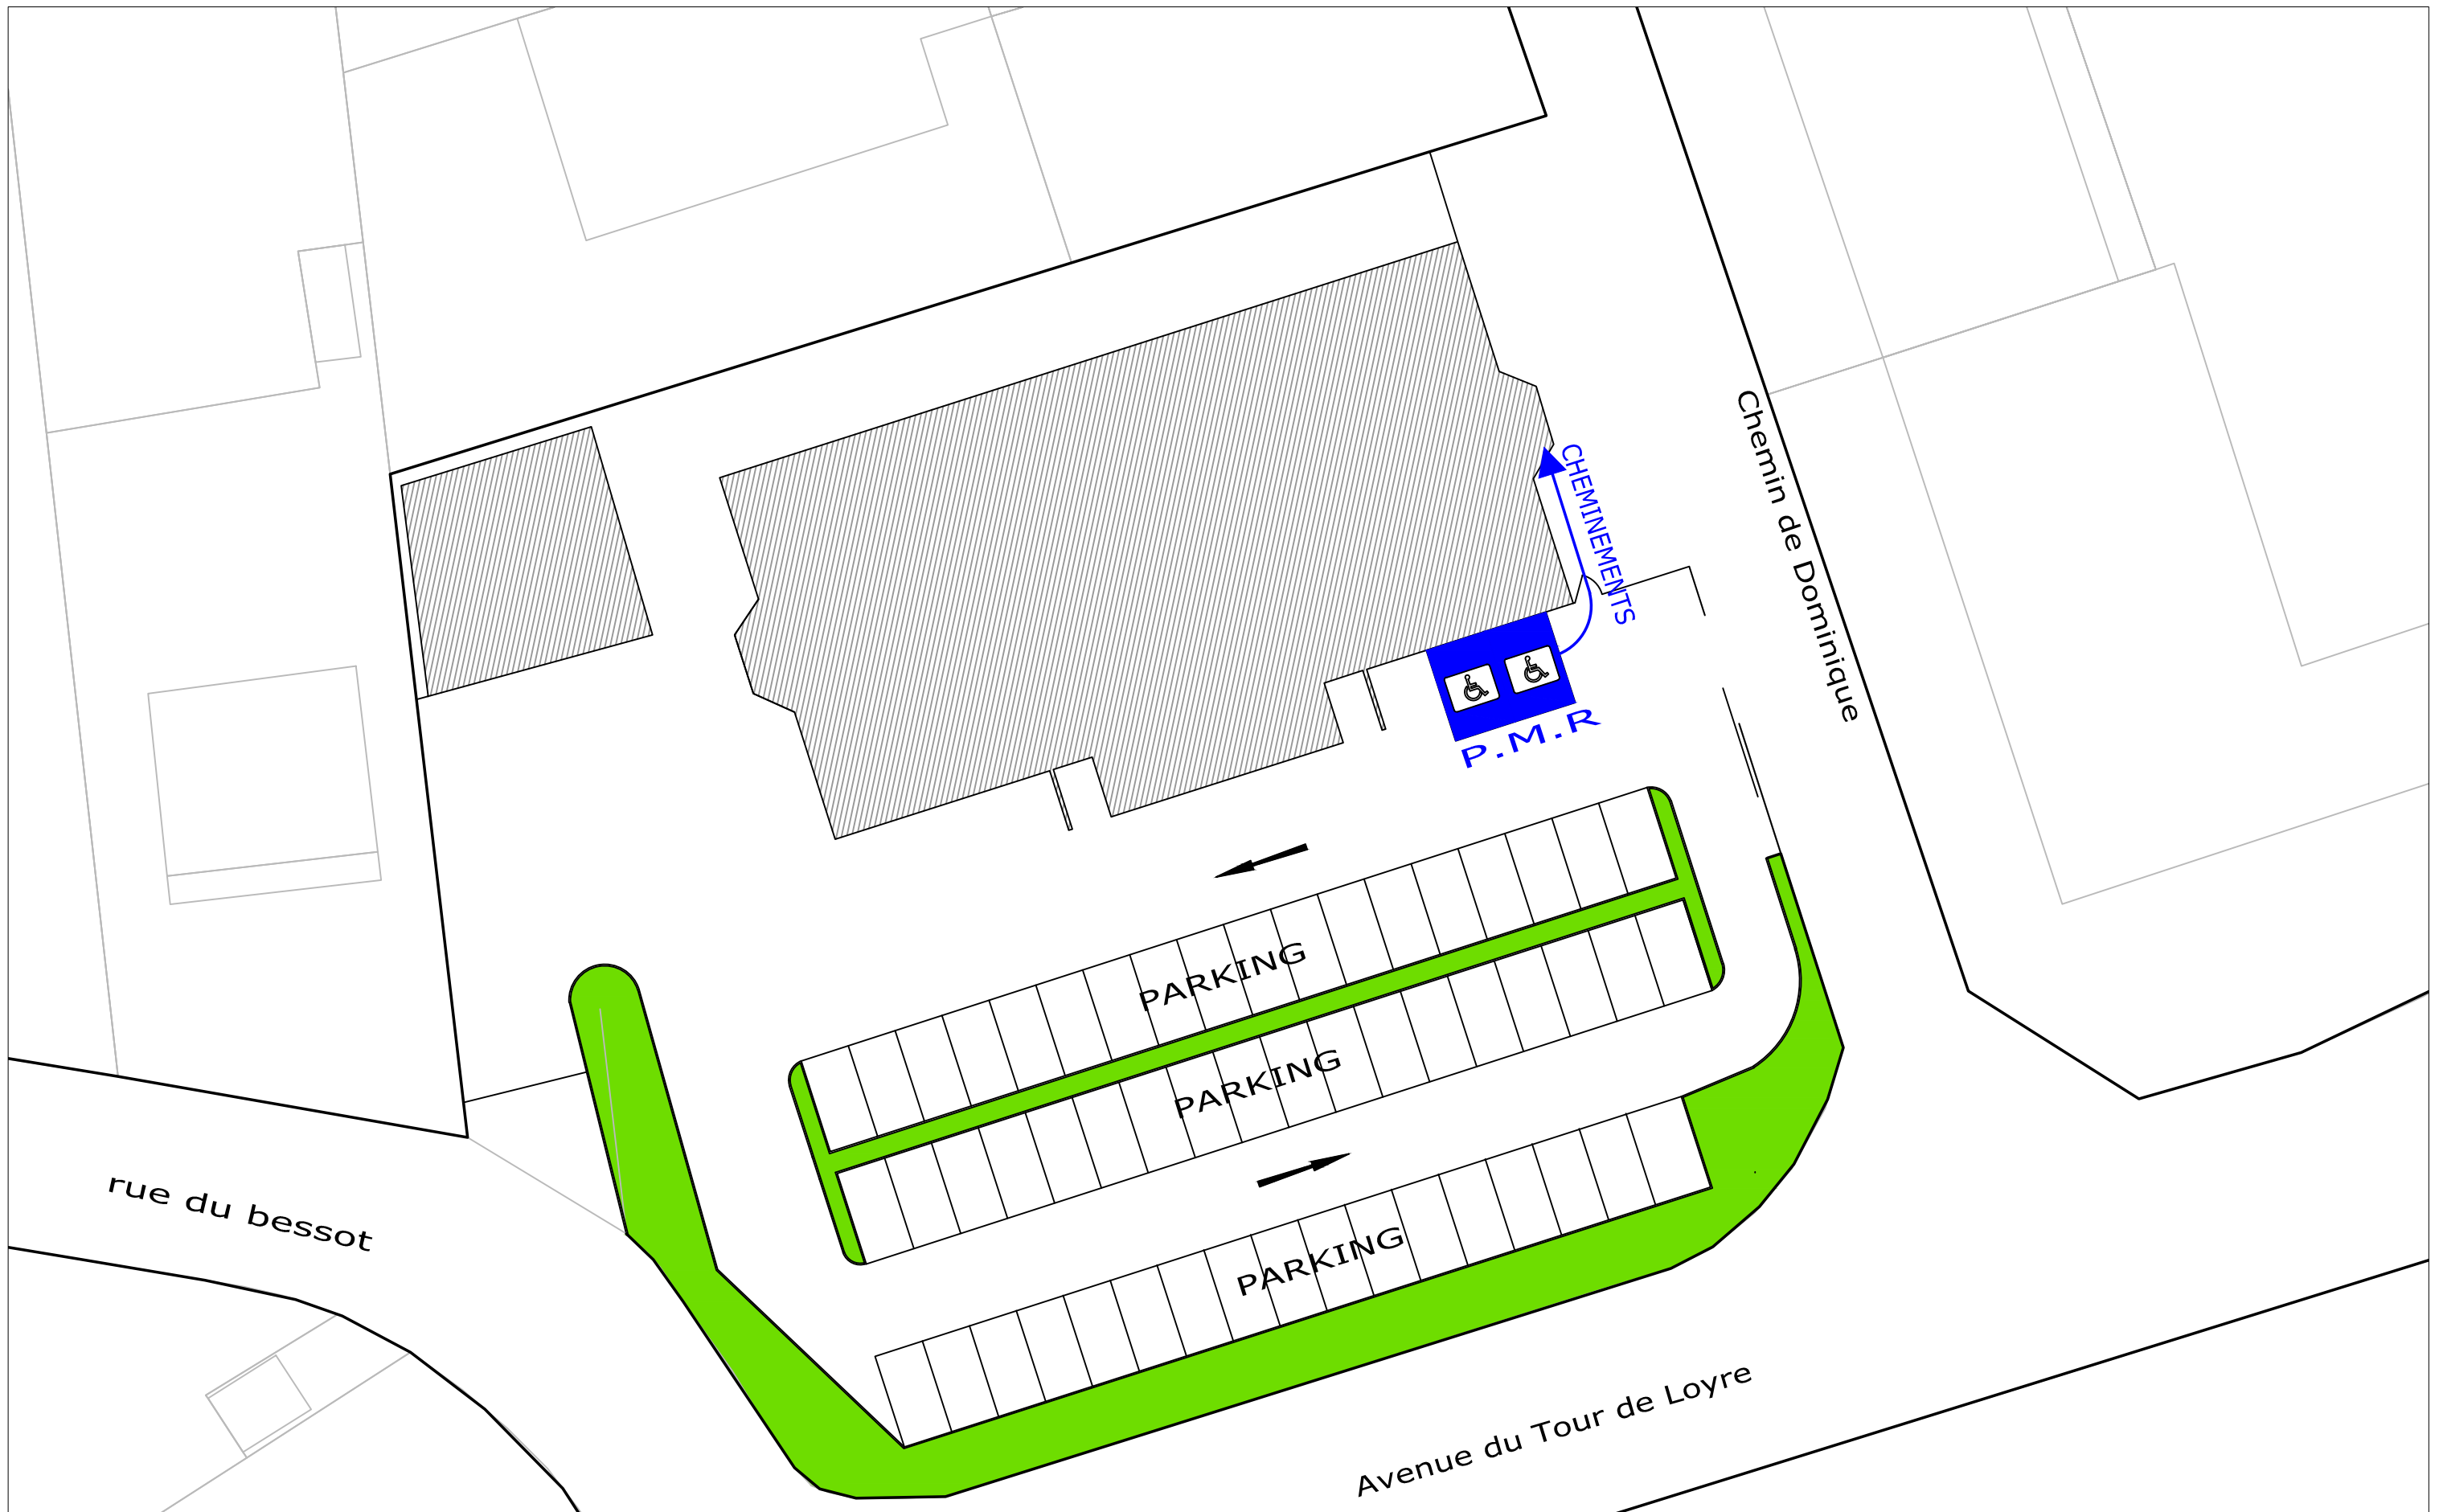 Chemin de Dominique
CHEMINEMENTS
P.M.R
PARKING
PARKING
PARKING
rue du bessot
Avenue du Tour de Loyre